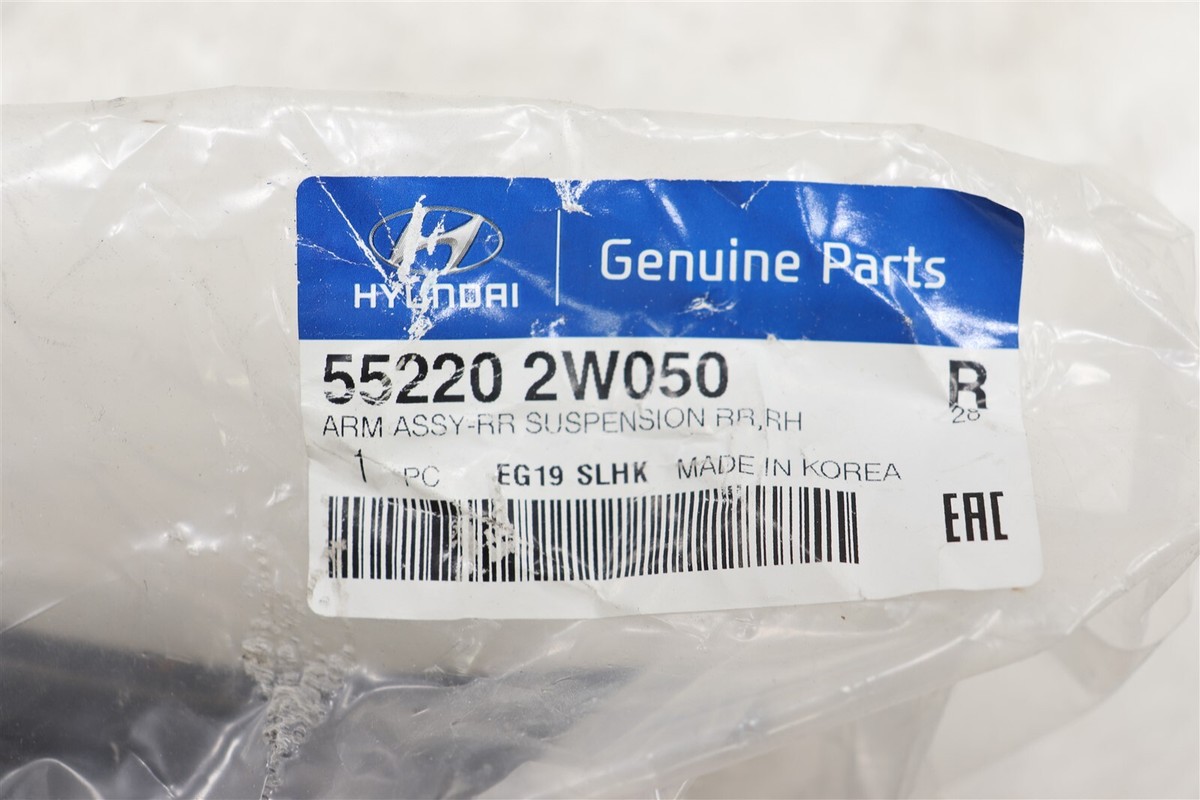 HYUNDAI
Genuine Parts
55220 2W050
R
28
ARM ASSY-RR SUSPENSION RR,RH
1 PC EG19 SLHK MADE IN KOREA
EAC